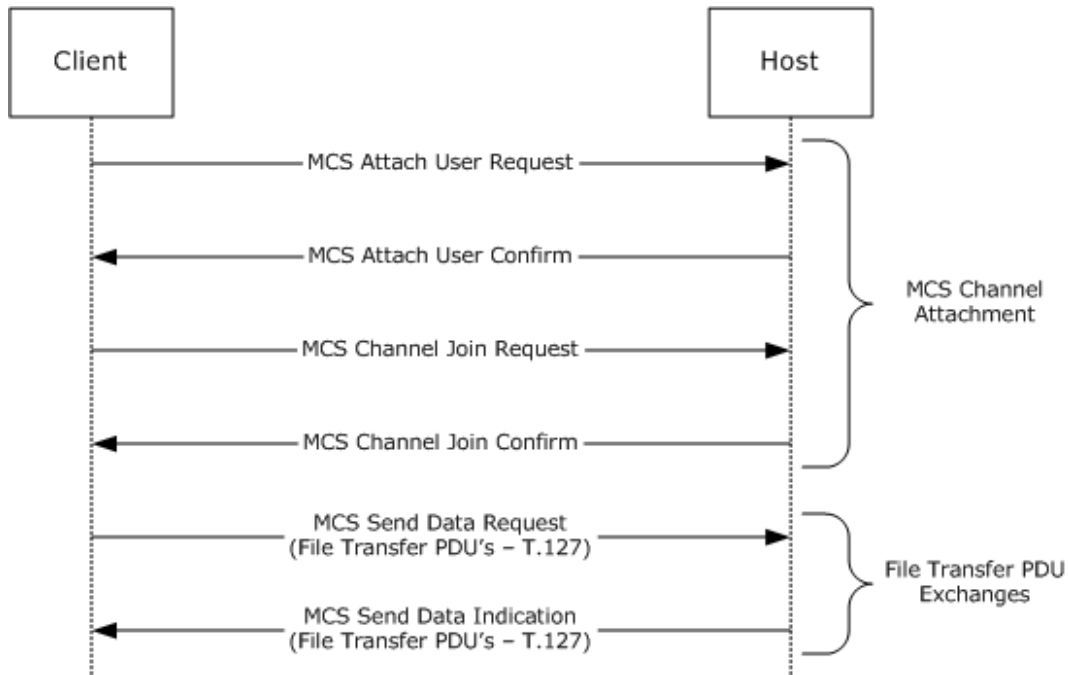 Client
Host
MCS Attach User Request
MCS Attach User Confirm
MCS Channel
Attachment
MCS Channel Join Request
MCS Channel Join Confirm
MCS Send Data Request
(File Transfer PDU's – T.127)
File Transfer PDU
Exchanges
MCS Send Data Indication
(File Transfer PDU's – T.127)